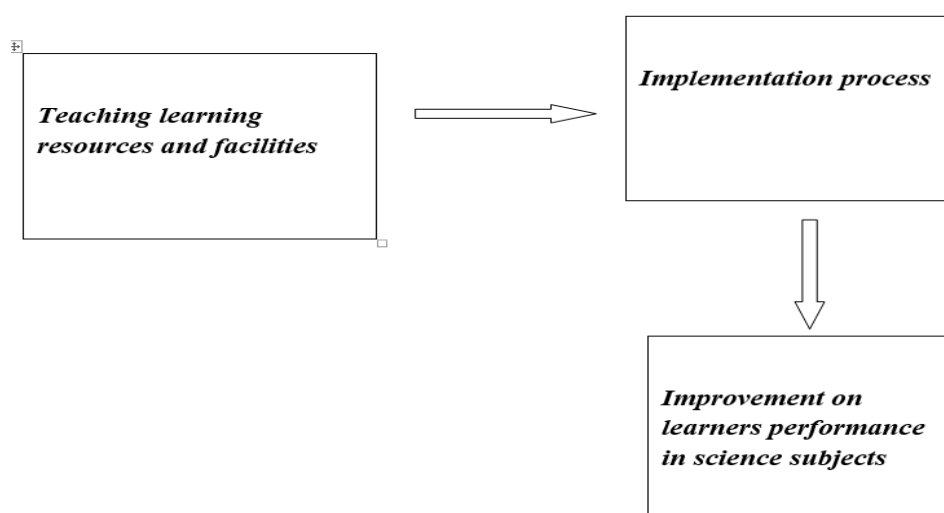 Teaching learning
resources and facilities
Implementation process
Improvement on
learners performance
in science subjects